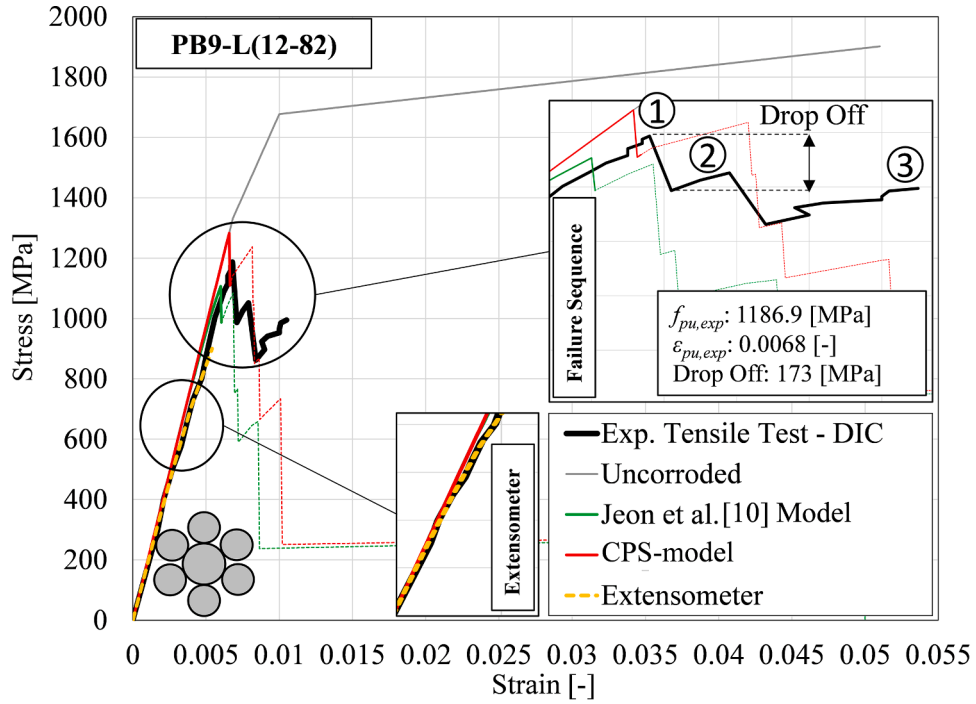 PB9-L(12-82)
Stress [MPa]
2000
1800
1600
1400
1200
1000
800
600
400
200
0
0 0.005 0.01 0.015 0.02 0.025 0.03 0.035 0.04 0.045 0.05 0.055
Strain [-]
Failure Sequence
① Drop Off
② ③
fpu,exp: 1186.9 [MPa]
εpu,exp: 0.0068 [-]
Drop Off: 173 [MPa]
Extensometer
Exp. Tensile Test - DIC
Uncorroded
Jeon et al.[10] Model
CPS-model
Extensometer